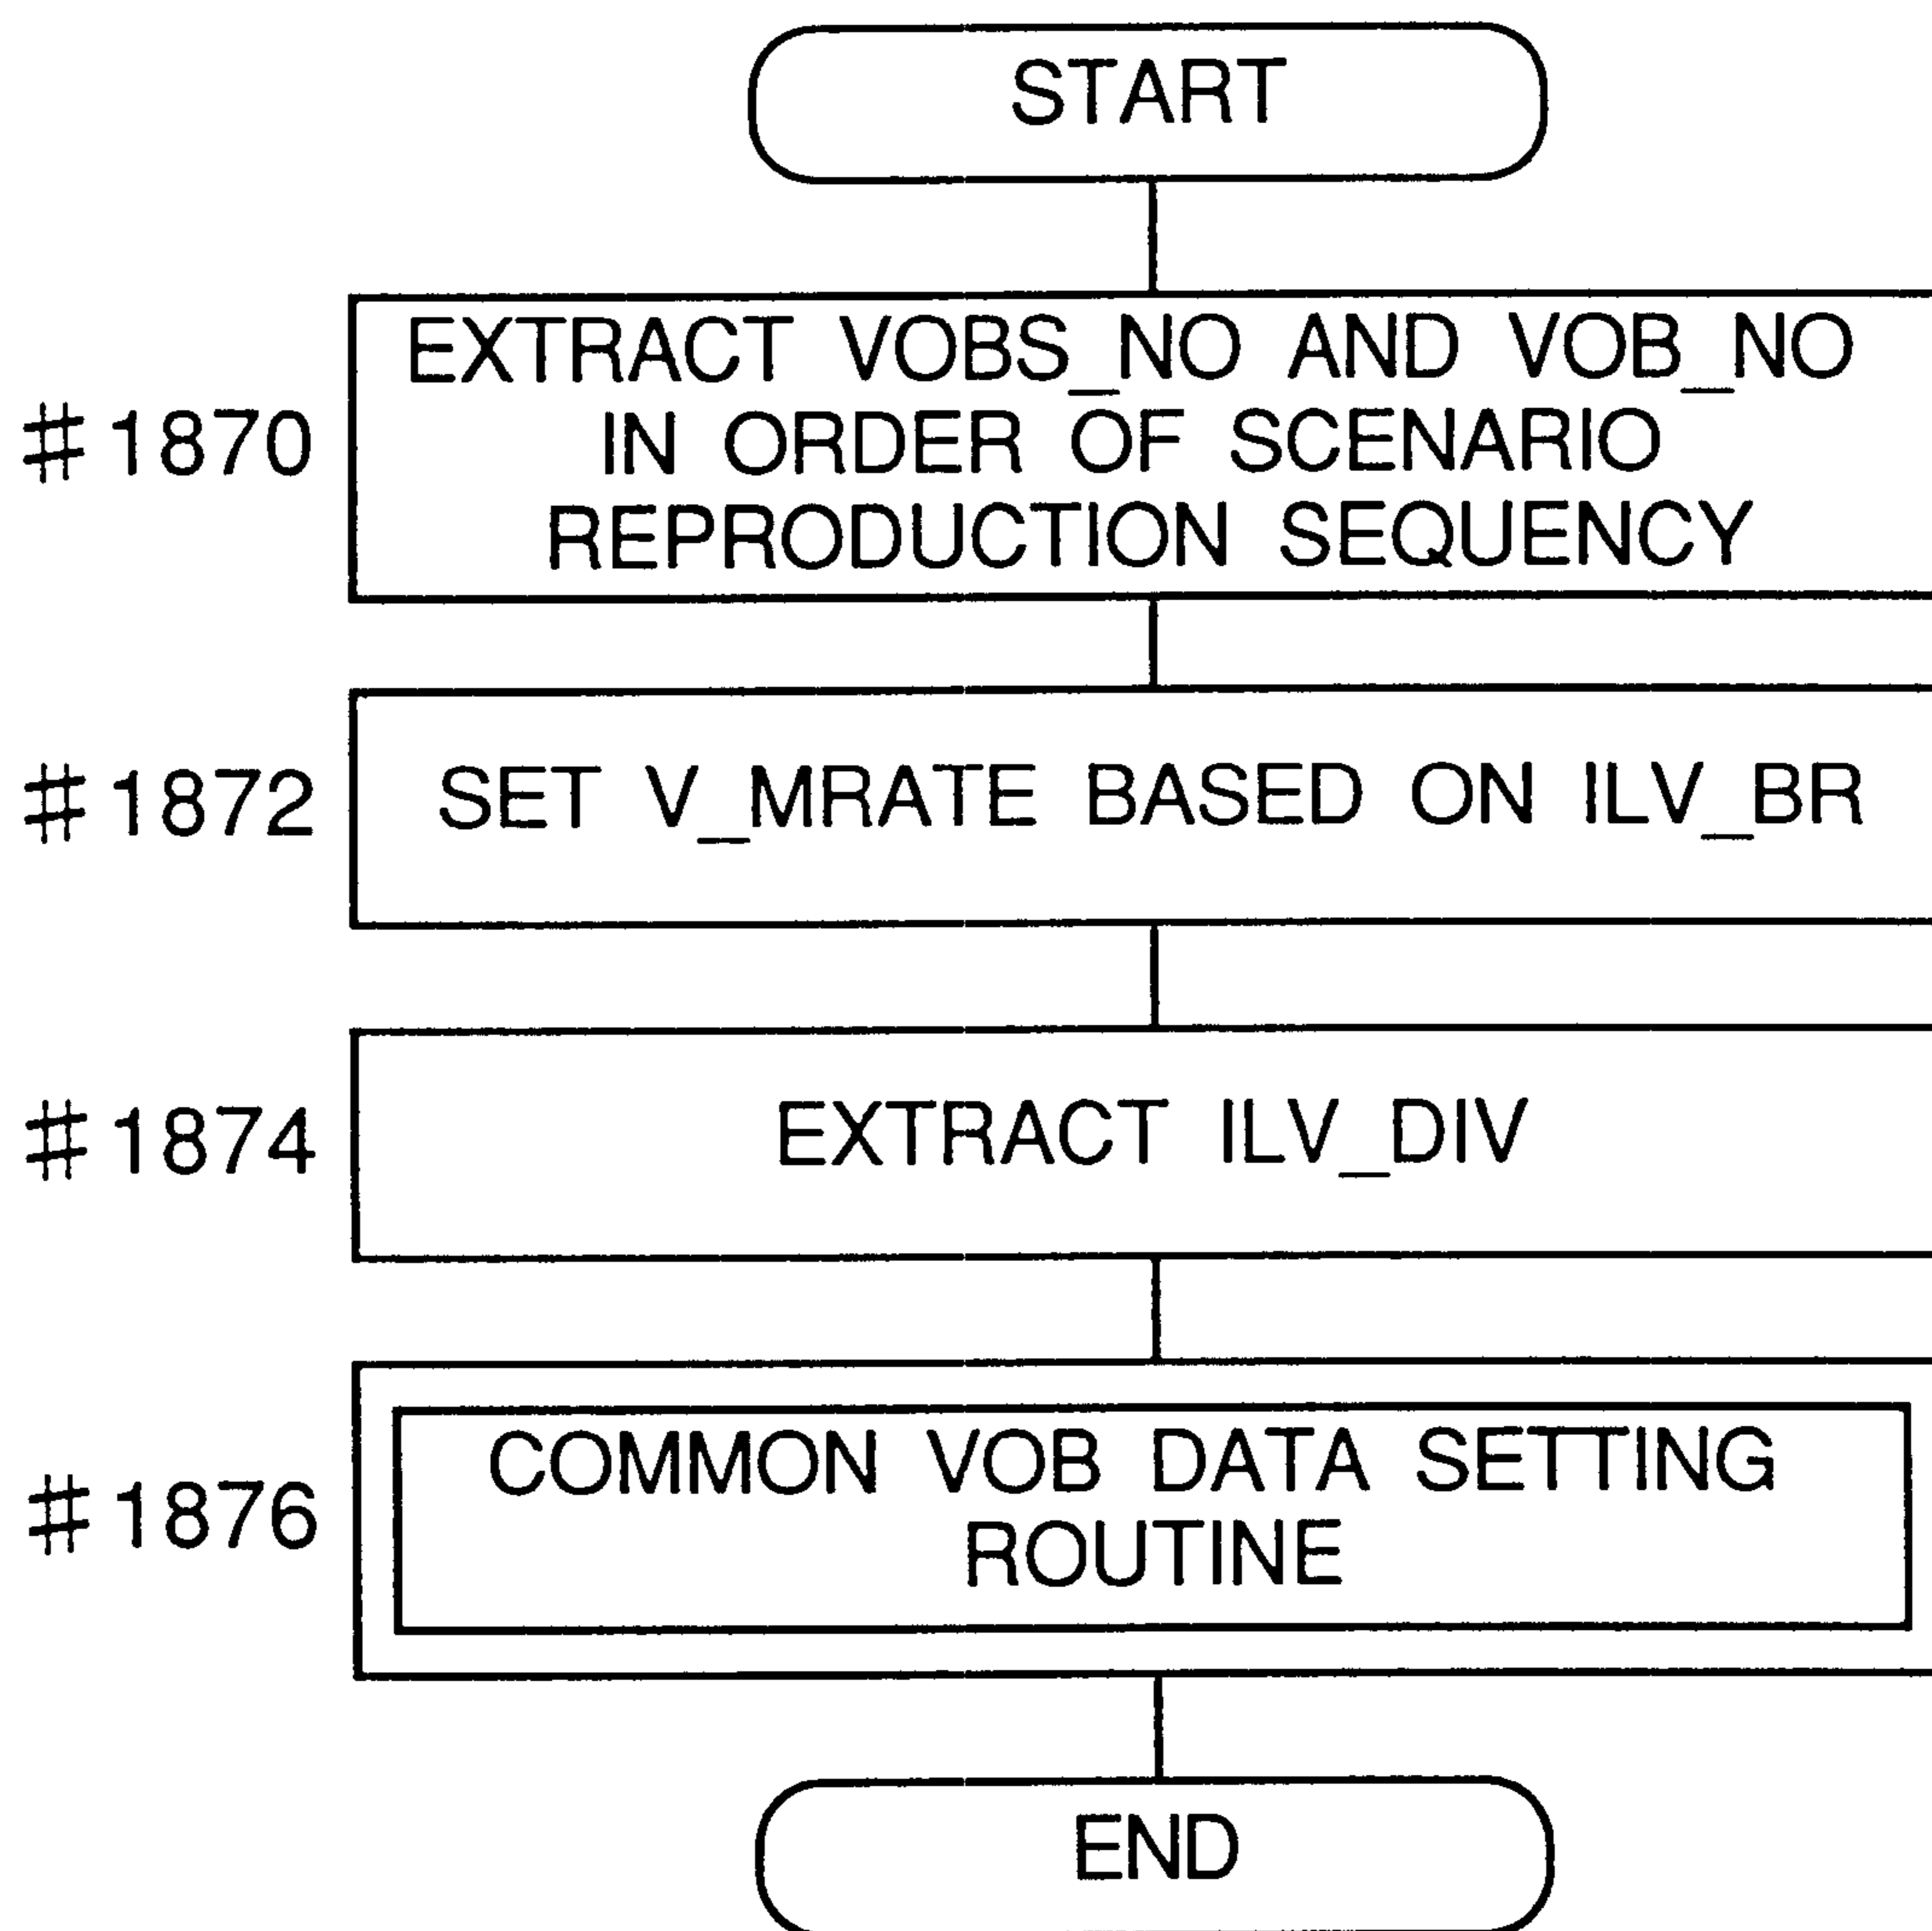 START
EXTRACT VOBS_NO AND VOB_NO
#1870
IN ORDER OF SCENARIO
REPRODUCTION SEQUENCY
#1872
SET V_MRATE BASED ON ILV_BR
#1874
EXTRACT ILV_DIV
COMMON VOB DATA SETTING
#1876
ROUTINE
END